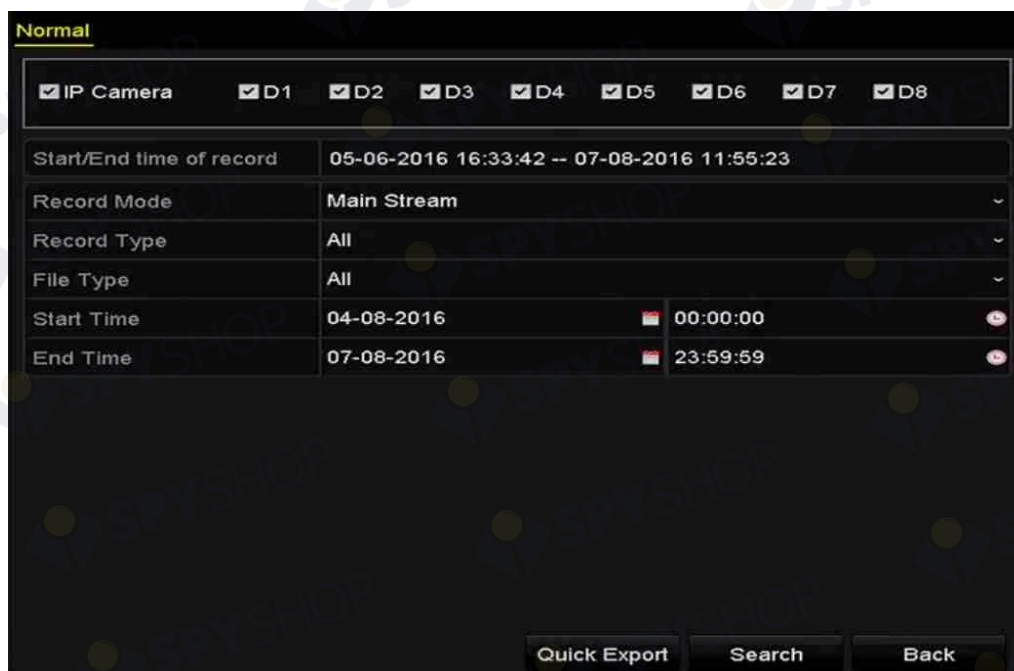 Normal
IP Camera D1 D2 D3 D4 D5 D6 D7 D8
Start/End time of record 05-06-2016 16:33:42 -- 07-08-2016 11:55:23
Record Mode Main Stream
Record Type All
File Type All
Start Time 04-08-2016 00:00:00
End Time 07-08-2016 23:59:59
SPYSHOP
Quick Export Search Back